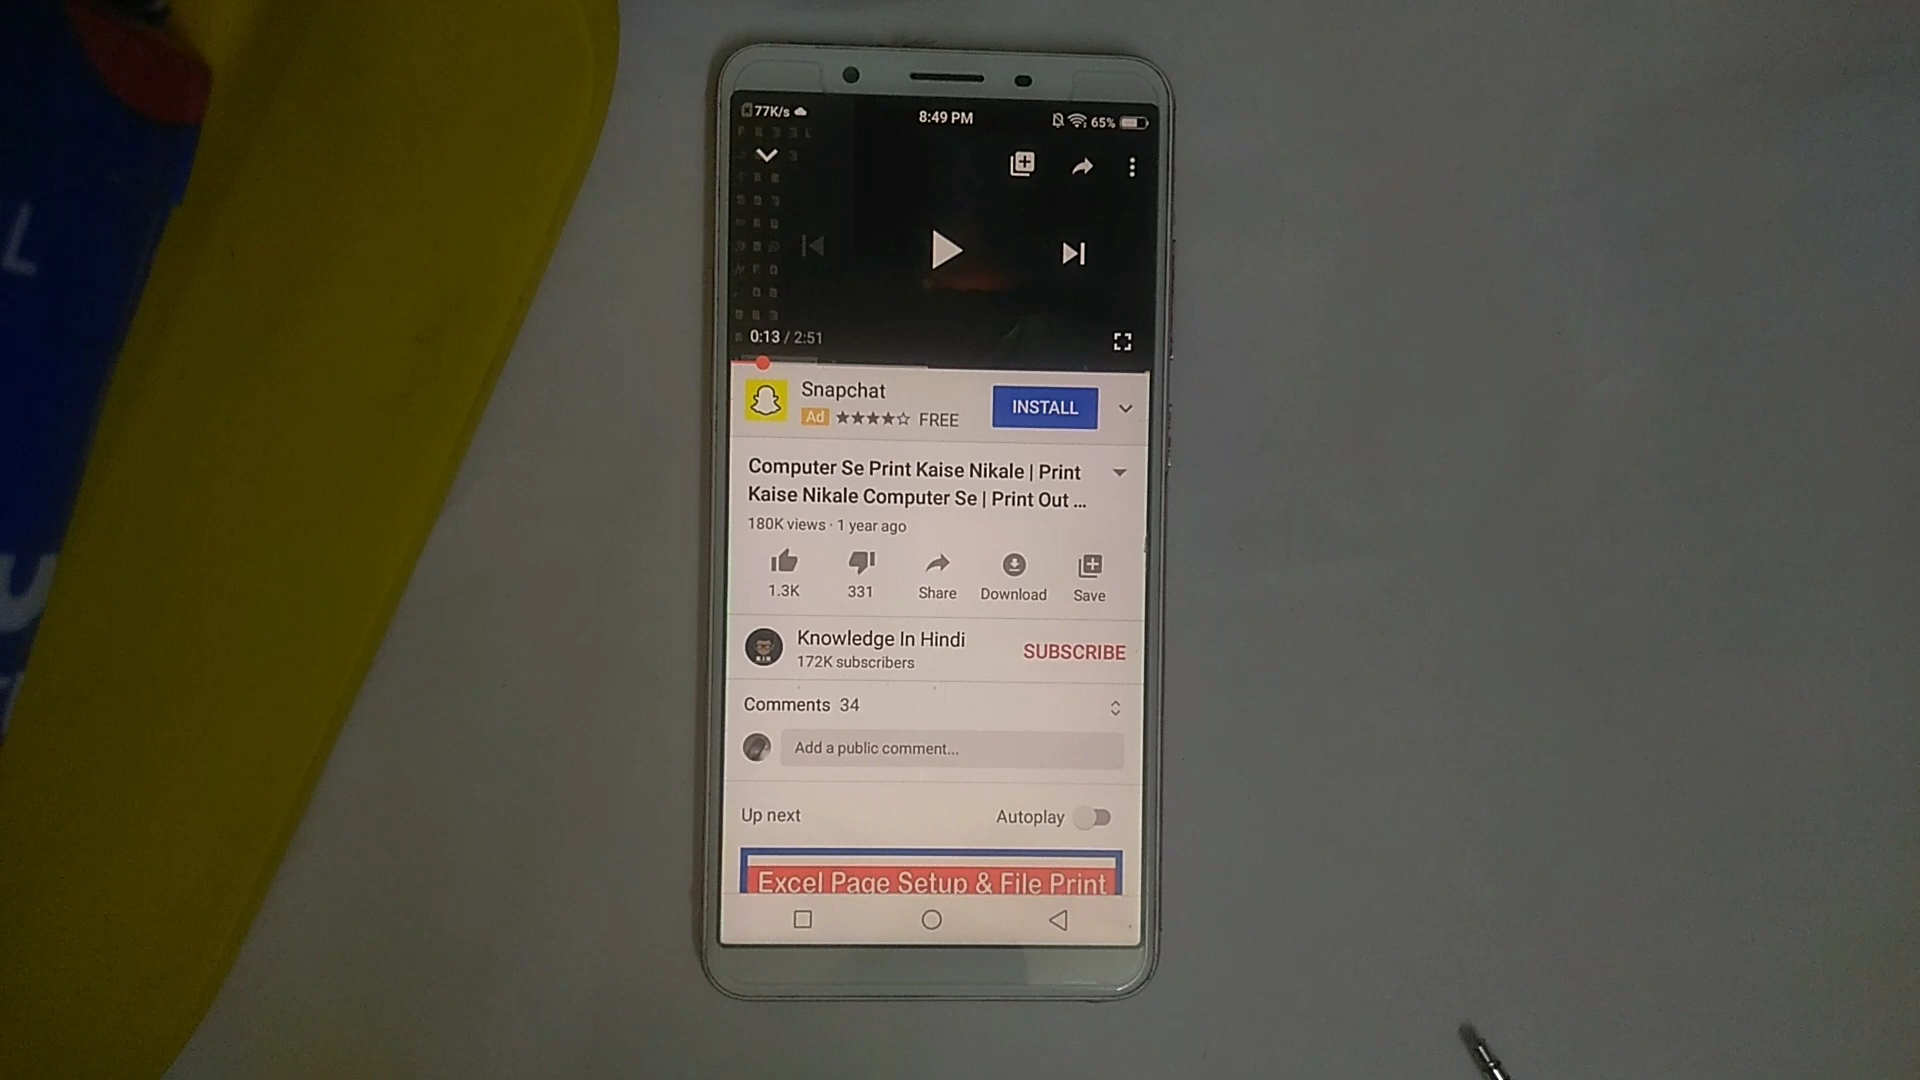 77K/s
8:49 PM
65%
0:13 / 2:51
Snapchat
Ad FREE
INSTALL
Computer Se Print Kaise Nikale | Print
Kaise Nikale Computer Se | Print Out ...
180K views · 1 year ago
1.3K
331
Share
Download
Save
Knowledge In Hindi
172K subscribers
SUBSCRIBE
Comments 34
Add a public comment...
Up next
Autoplay
Excel Page Setup & File Print
L
U